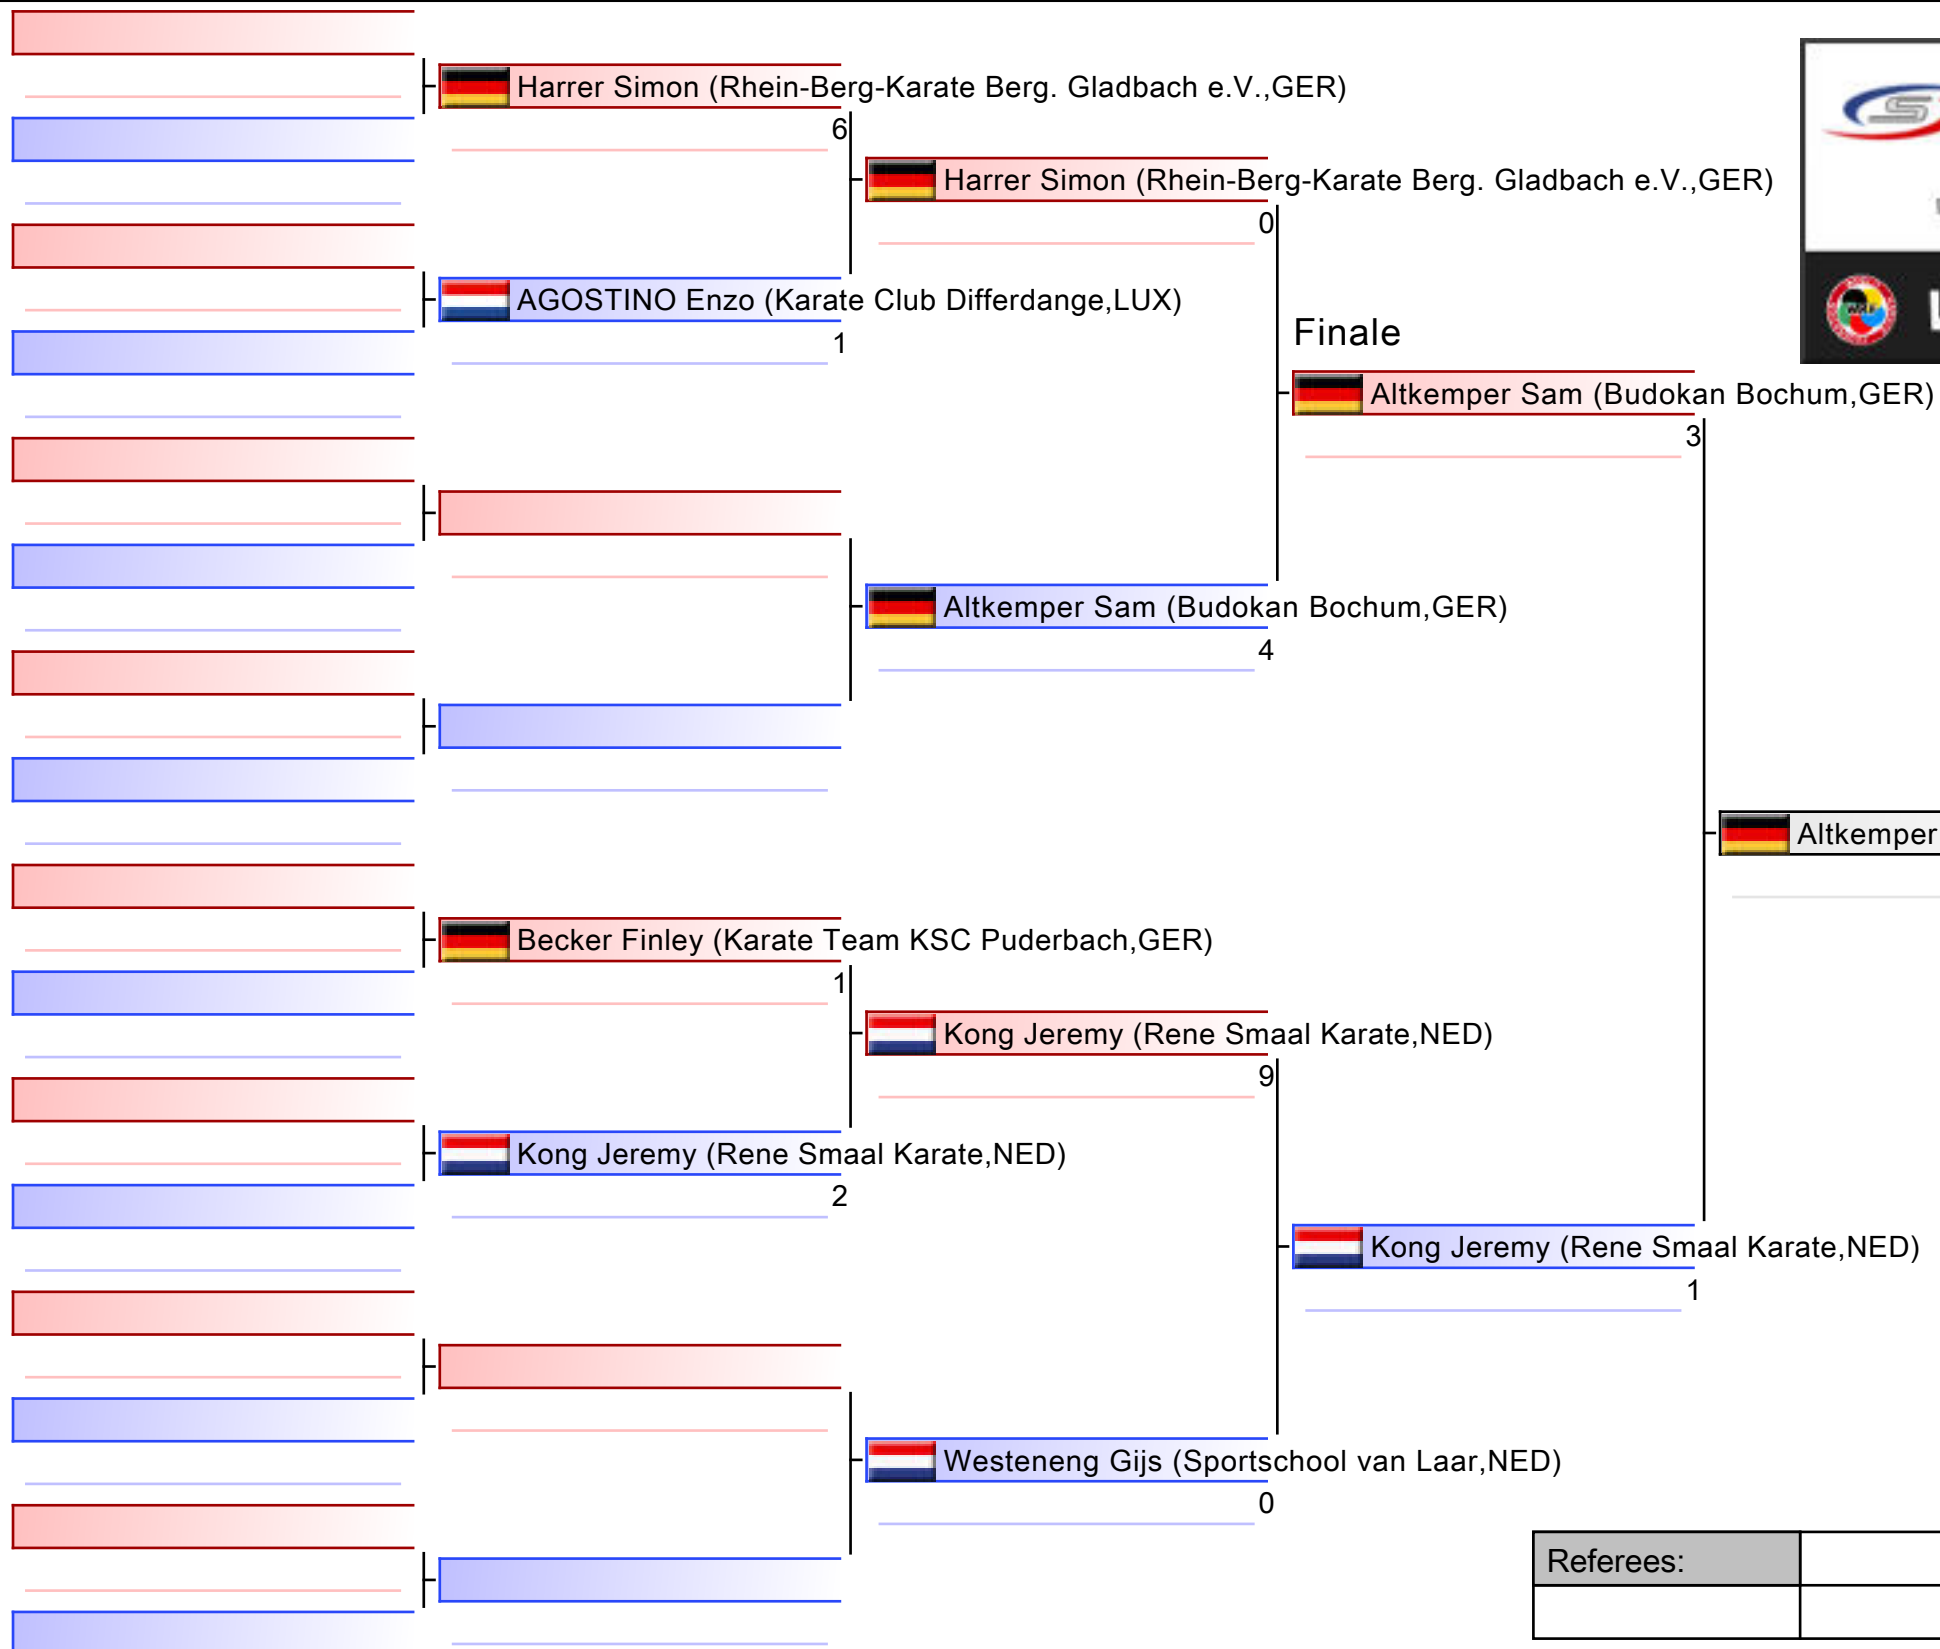 Harrer Simon (Rhein-Berg-Karate Berg. Gladbach e.V.,GER)
6
Harrer Simon (Rhein-Berg-Karate Berg. Gladbach e.V.,GER)
0
AGOSTINO Enzo (Karate Club Differdange,LUX)
1
Finale
Altkemper Sam (Budokan Bochum,GER)
3
Altkemper Sam (Budokan Bochum,GER)
4
Altkemper
Becker Finley (Karate Team KSC Puderbach,GER)
1
Kong Jeremy (Rene Smaal Karate,NED)
9
Kong Jeremy (Rene Smaal Karate,NED)
2
Kong Jeremy (Rene Smaal Karate,NED)
1
Westeneng Gijs (Sportschool van Laar,NED)
0
Referees: